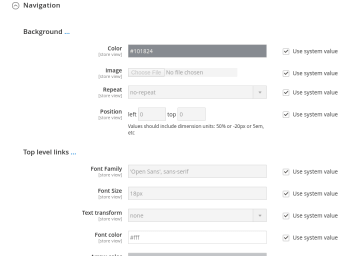 Navigation
Background ...
Color
[store view]
#101824
Use system value
Image
[store view]
Choose File No file chosen
Use system value
Repeat
[store view]
no-repeat
Use system value
Position
[store view]
left 0 top 0
Use system value
Values should include dimension units: 50% or -20px or 5em,
etc
Top level links ...
Font Family
[store view]
'Open Sans', sans-serif
Use system value
Font Size
[store view]
18px
Use system value
Text transform
[store view]
none
Use system value
Font color
[store view]
#fff
Use system value